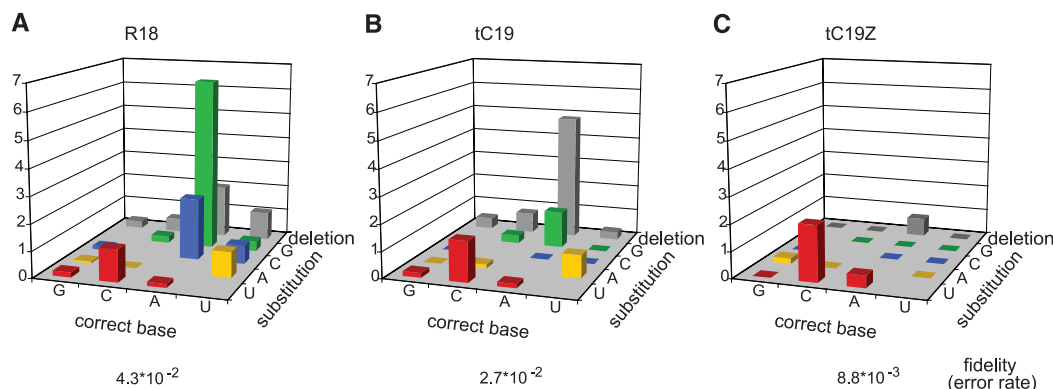 A
R18
7
6
5
4
3
2
1
0
G
C
A
U
correct base
U
A
C
G
deletion
substitution
4.3*10-2
B
tC19
7
6
5
4
3
2
1
0
G
C
A
U
correct base
U
A
C
G
deletion
substitution
2.7*10-2
C
tC19Z
7
6
5
4
3
2
1
0
G
C
A
U
correct base
U
A
C
G
deletion
substitution
8.8*10-3
fidelity
(error rate)